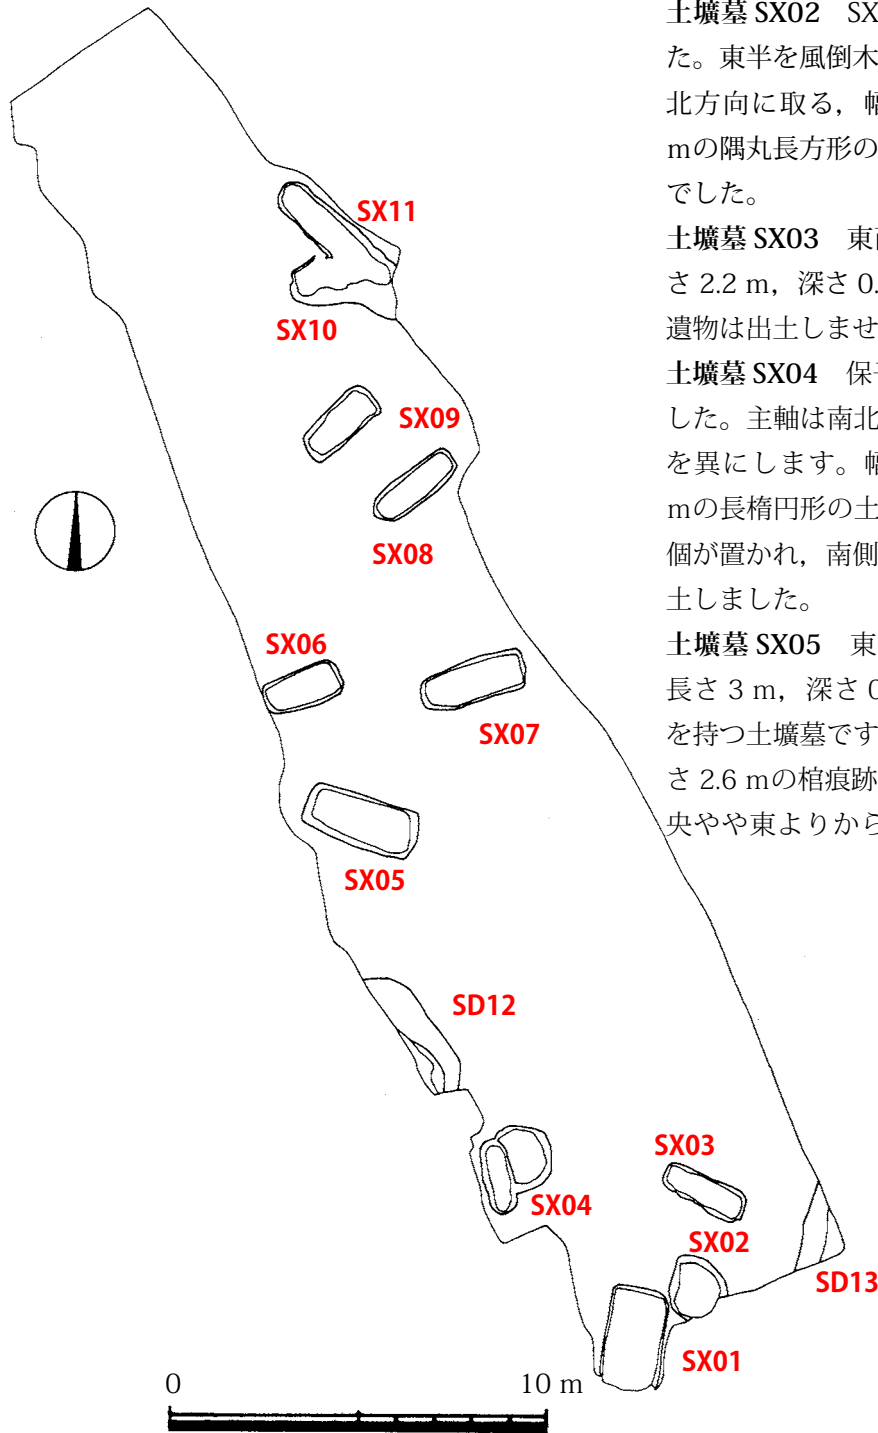 土壙墓 SX02　SX
た。東半を風倒木
北方向に取る，幅
mの隅丸長方形の
でした。
土壙墓 SX03　東西
さ 2.2 m，深さ 0.
遺物は出土しませ
土壙墓 SX04　保
した。主軸は南北
を異にします。幅
mの長楕円形の土
個が置かれ，南側
土しました。
土壙墓 SX05　東
長さ 3 m，深さ 0
を持つ土壙墓です
さ 2.6 mの棺痕跡
央やや東よりから
SX11
SX10
SX09
SX08
SX06
SX07
SX05
SD12
SX03
SX04
SX02
SD13
SX01
0
10 m